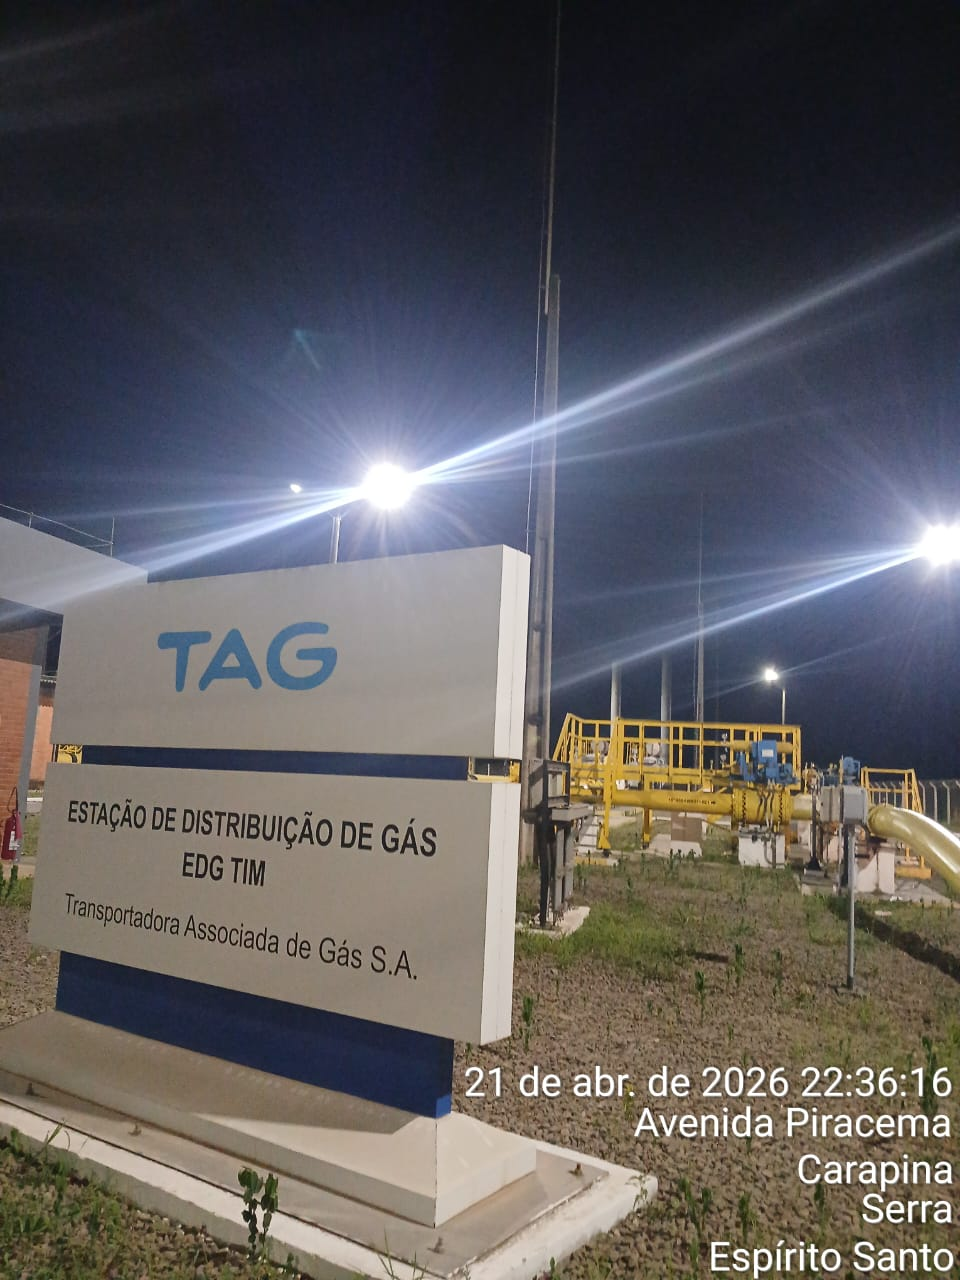 TAG
ESTAÇÃO DE DISTRIBUIÇÃO DE GÁS
EDG TIM
Transportadora Associada de Gás S.A.
21 de abr. de 2026 22:36:16
Avenida Piracema
Carapina
Serra
Espírito Santo